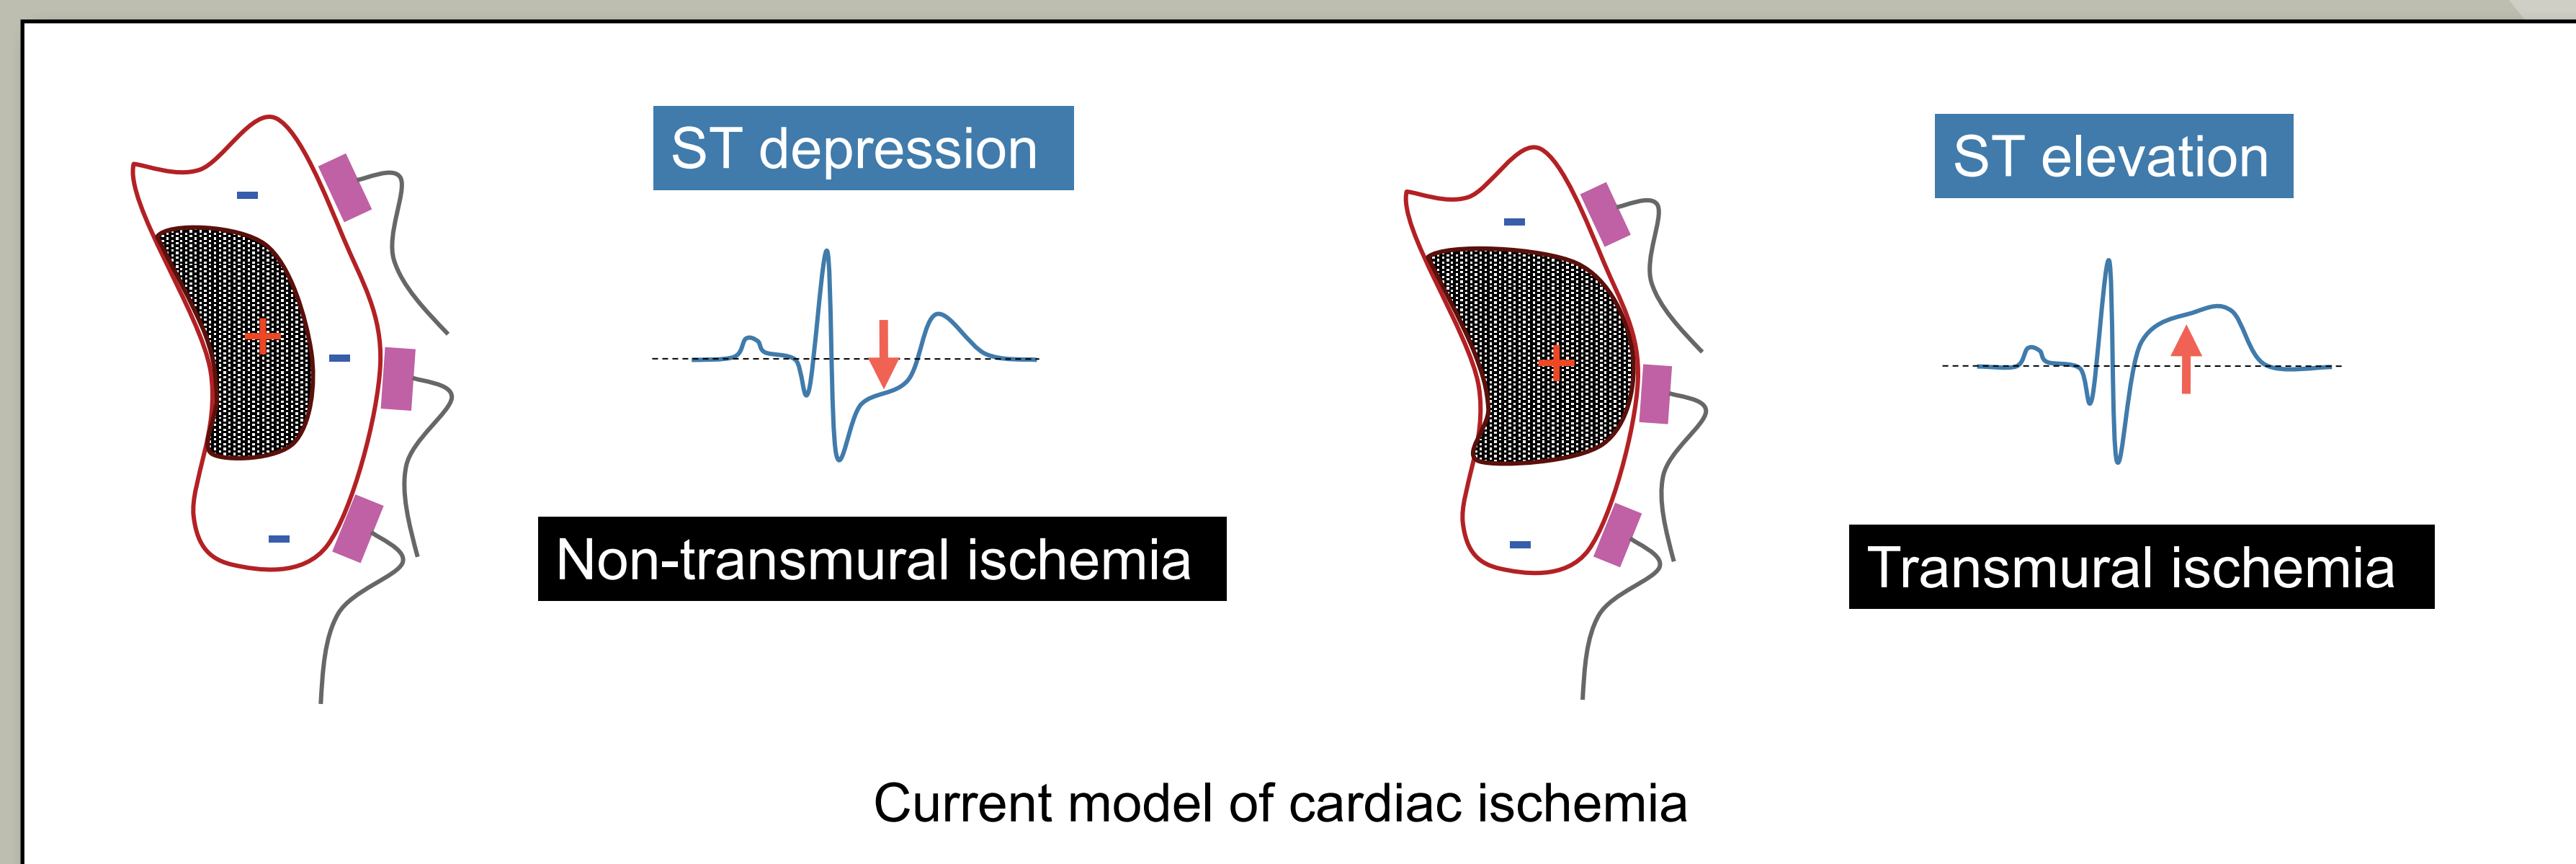 ST depression
ST elevation
-
-
+
-
+
-
-
-
Non-transmural ischemia
Transmural ischemia
Current model of cardiac ischemia